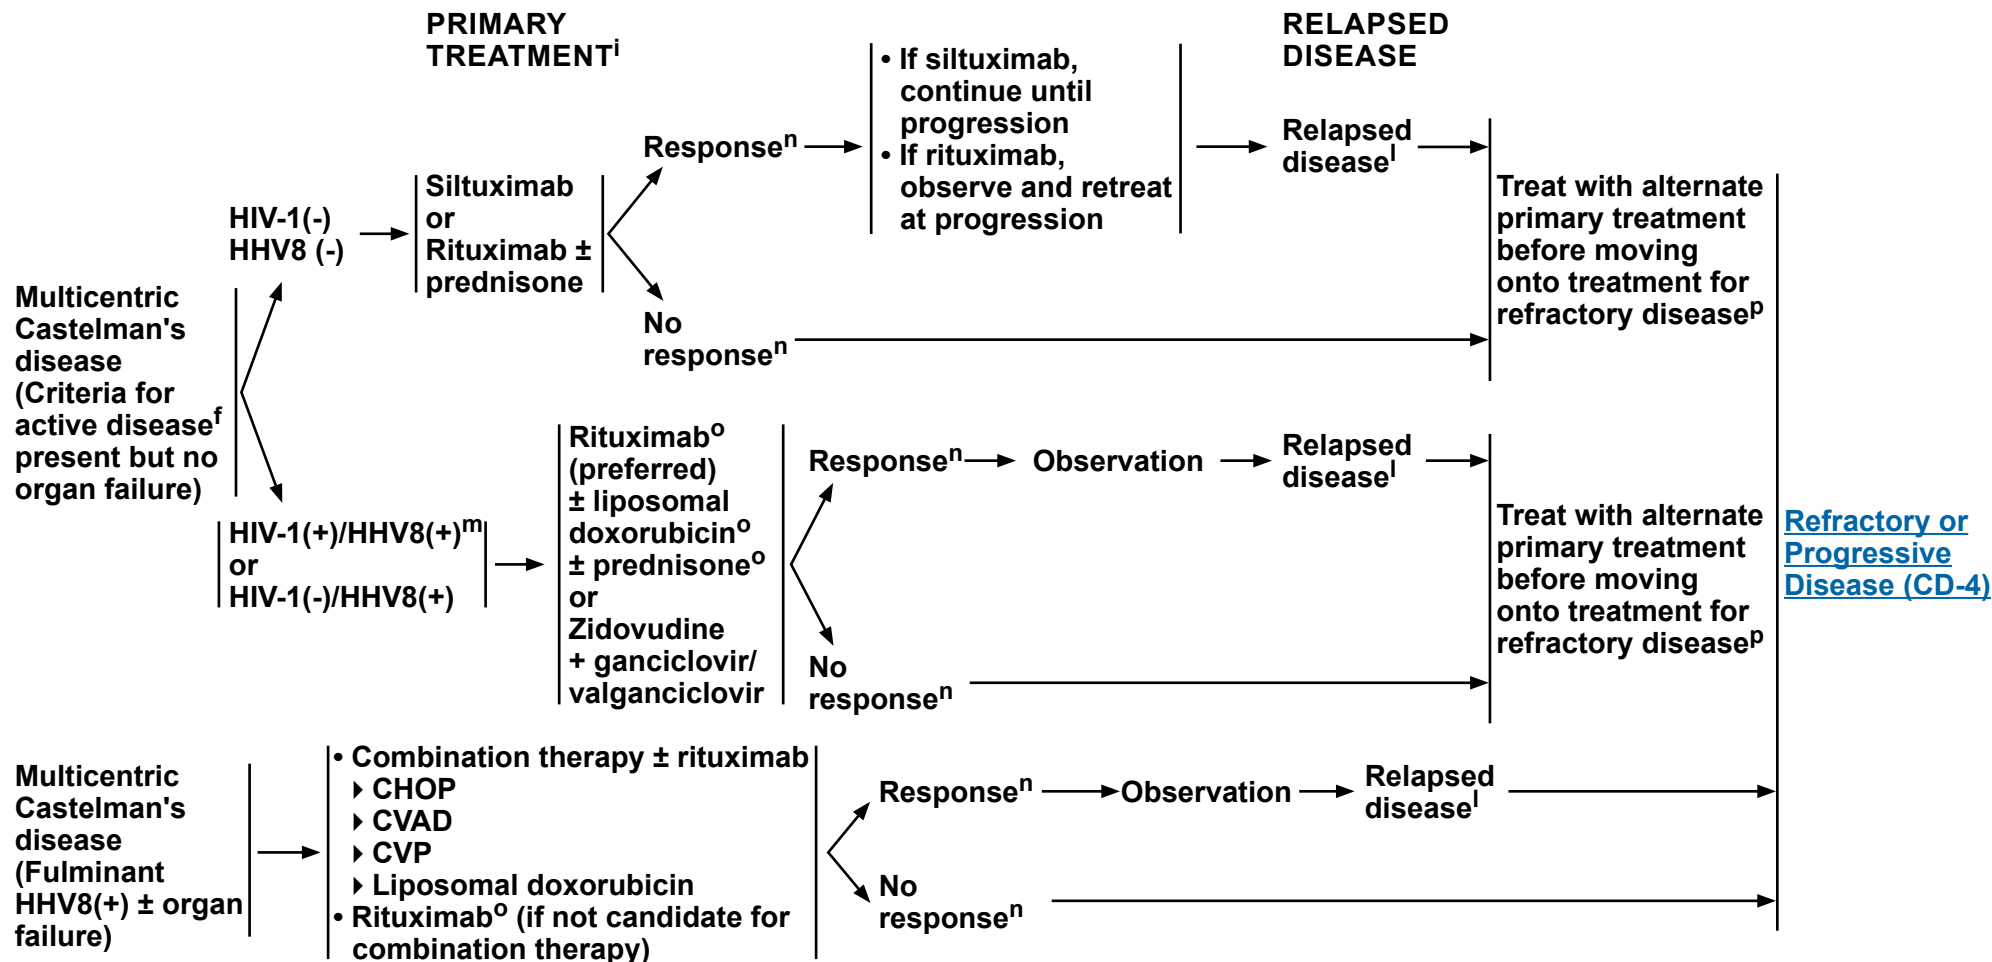 PRIMARY
TREATMENTⁱ
RELAPSED
DISEASE
Multicentric
Castelman's
disease
(Criteria for
active diseaseᶠ
present but no
organ failure)
HIV-1(-)
HHV8 (-)
Siltuximab
or
Rituximab ±
prednisone
Responseⁿ
• If siltuximab,
continue until
progression
• If rituximab,
observe and retreat
at progression
Relapsed
diseaseˡ
No
responseⁿ
Treat with alternate
primary treatment
before moving
onto treatment for
refractory diseaseᵖ
HIV-1(+)/HHV8(+)ᵐ
or
HIV-1(-)/HHV8(+)
Rituximabᵒ
(preferred)
± liposomal
doxorubicinᵒ
± prednisoneᵒ
or
Zidovudine
+ ganciclovir/
valganciclovir
Responseⁿ
Observation
Relapsed
diseaseˡ
No
responseⁿ
Treat with alternate
primary treatment
before moving
onto treatment for
refractory diseaseᵖ
Refractory or
Progressive
Disease (CD-4)
Multicentric
Castelman's
disease
(Fulminant
HHV8(+) ± organ
failure)
• Combination therapy ± rituximab
▸ CHOP
▸ CVAD
▸ CVP
▸ Liposomal doxorubicin
• Rituximabᵒ (if not candidate for
combination therapy)
Responseⁿ
Observation
Relapsed
diseaseˡ
No
responseⁿ